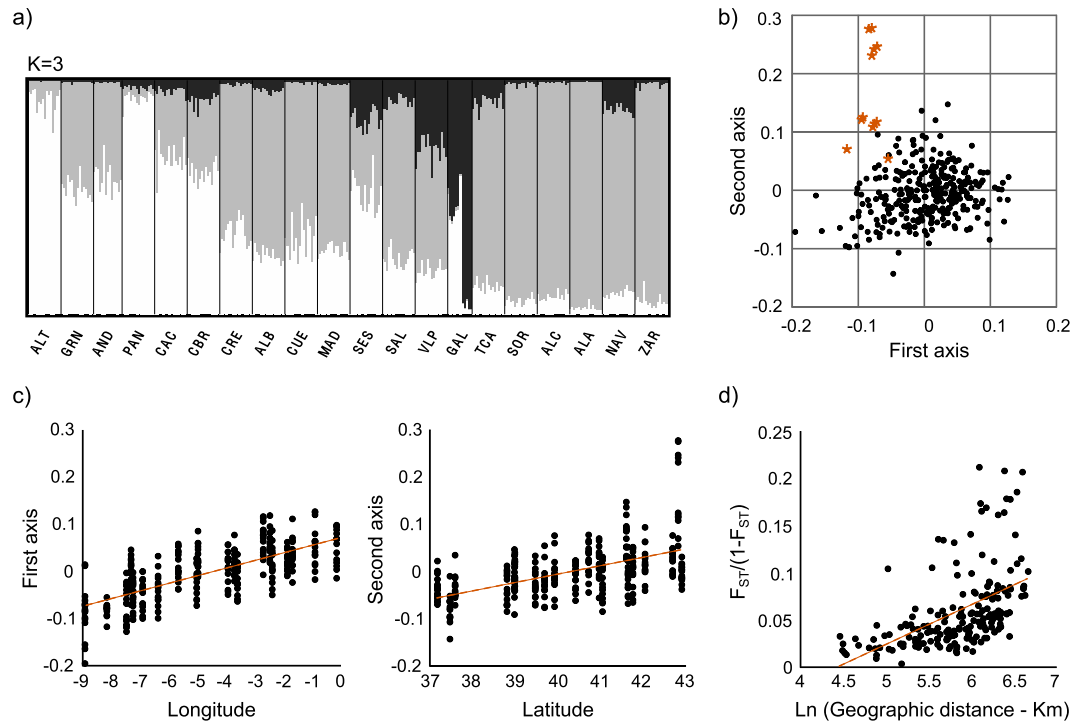 a)
K=3
ALT GRN AND PAN CAC CBR CRE ALB CUE MAD SES SAL VLP GAL TCA SOR ALC ALA NAV ZAR
b)
Second axis
0.3
0.2
0.1
0
-0.1
-0.2
-0.2 -0.1 0 0.1 0.2
First axis
c)
First axis
0.3
0.2
0.1
0
-0.1
-0.2
-9 -8 -7 -6 -5 -4 -3 -2 -1 0
Longitude
Second axis
0.3
0.2
0.1
0
-0.1
-0.2
37 38 39 40 41 42 43
Latitude
d)
FST/(1-FST)
0.25
0.2
0.15
0.1
0.05
0
4 4.5 5 5.5 6 6.5 7
Ln (Geographic distance - Km)